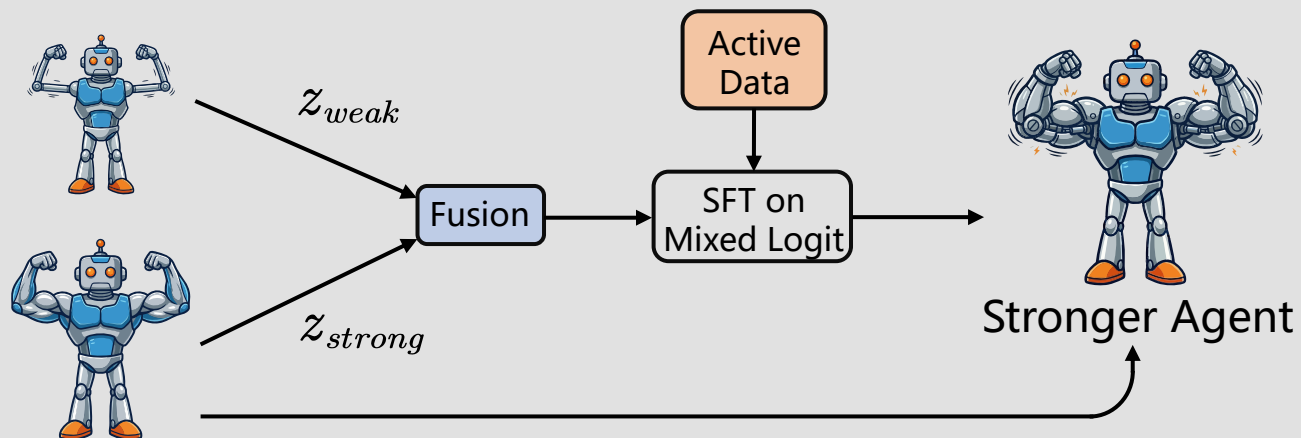 z_weak
Active
Data
Fusion
SFT on
Mixed Logit
z_strong
Stronger Agent